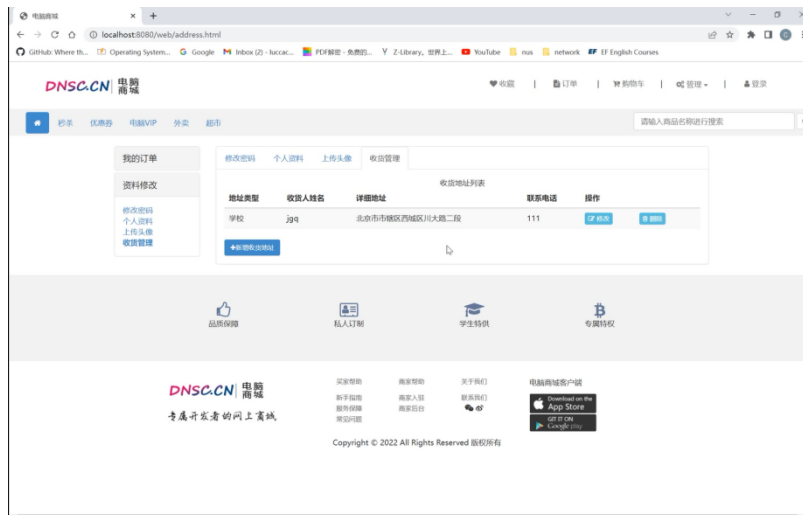 电脑商城
localhost:8080/web/address.html
GitHub: Where th... Operating System... Google Inbox (2) - luccac... PDF解密 - 免费的... Z-Library, 世界上... YouTube nus network EF English Courses
DNSC.CN 电脑商城
收藏 | 订单 | 购物车 | 管理 | 登录
秒杀 优惠券 电脑VIP 外卖 超市 请输入商品名称进行搜索
我的订单
资料修改
修改密码
个人资料
上传头像
收货管理
修改密码 个人资料 上传头像 收货管理
收货地址列表
地址类型 收货人姓名 详细地址 联系电话 操作
学校 jgq 北京市市辖区西城区川大路二段 111 修改 删除
+新增收货地址
品质保障 私人订制 学生特供 专属特权
DNSC.CN 电脑商城
专属开发者的网上商城
买家帮助
新手指南
服务保障
常见问题
商家帮助
商家入驻
商家后台
关于我们
联系我们
电脑商城客户端
Download on the
App Store
GET IT ON
Google play
Copyright © 2022 All Rights Reserved 版权所有